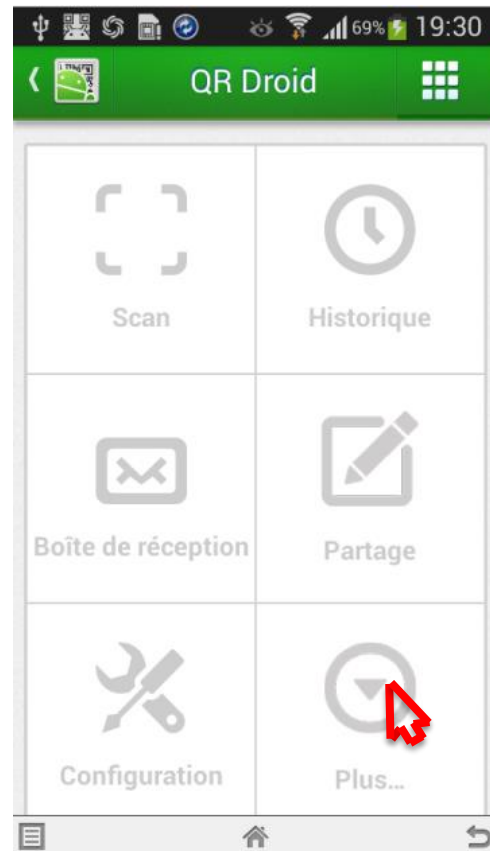 69% 19:30
QR Droid
Scan
Historique
Boîte de réception
Partage
Configuration
Plus...